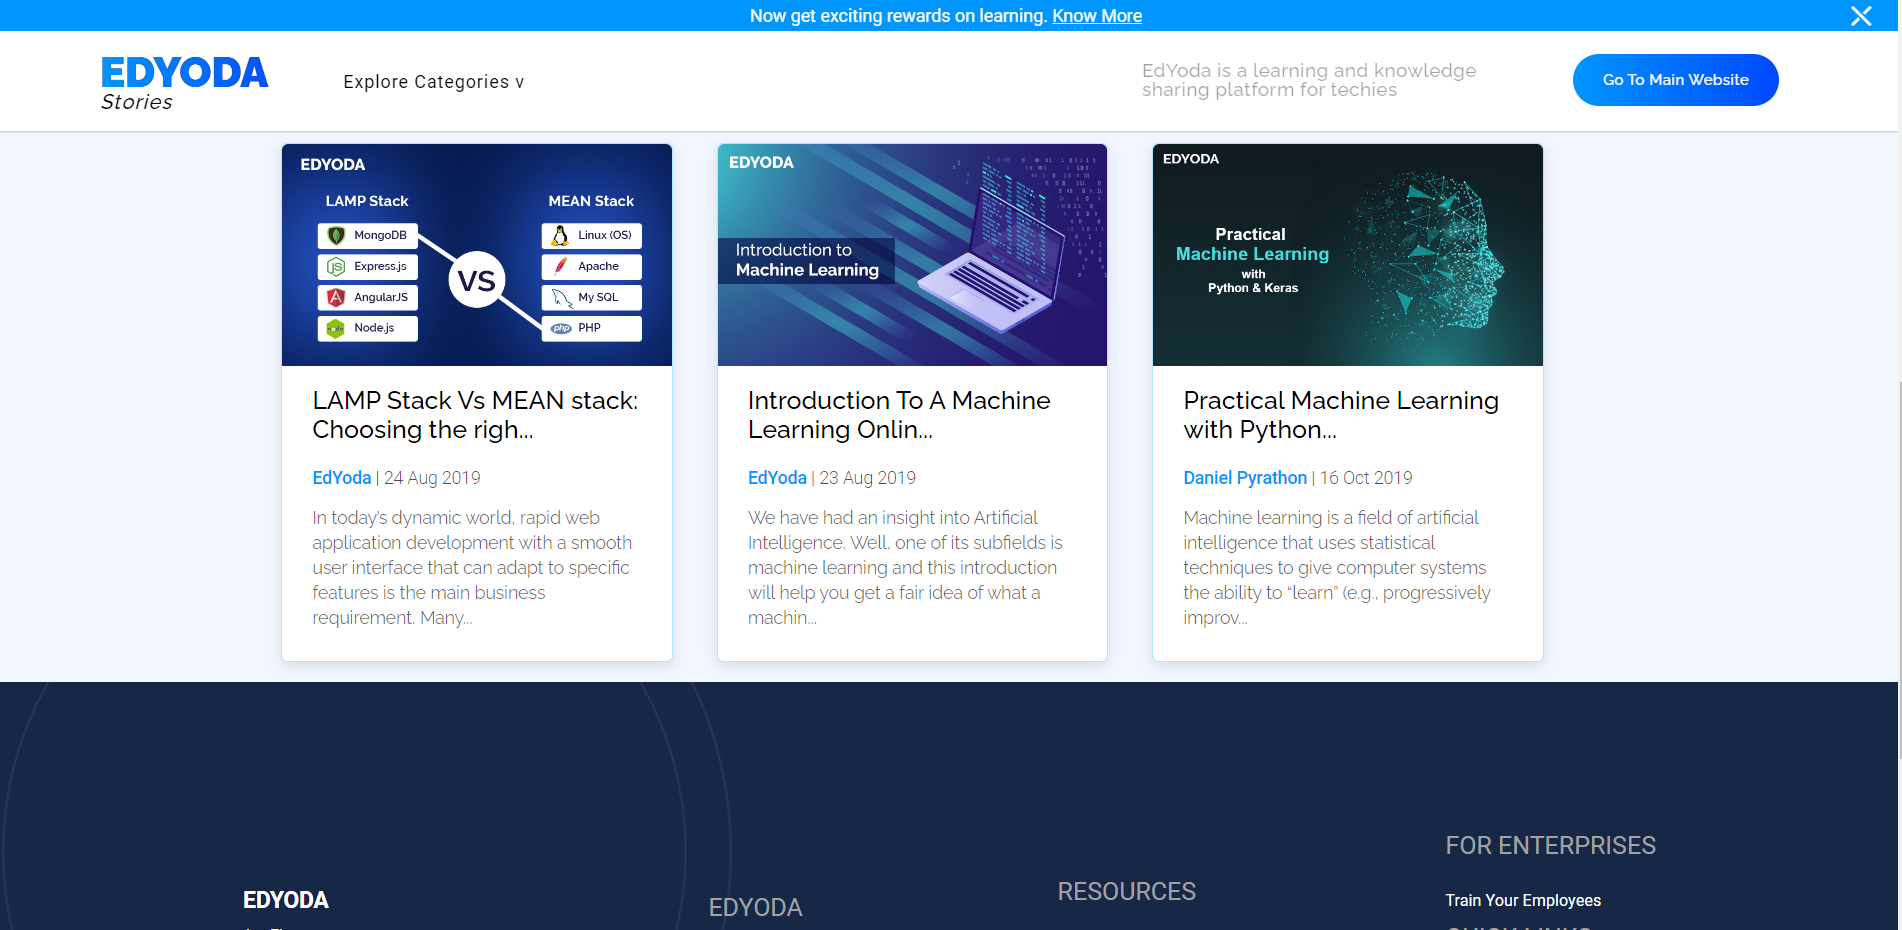 Now get exciting rewards on learning. Know More
EDYODA
Stories
Explore Categories v
EdYoda is a learning and knowledge
sharing platform for techies
Go To Main Website
EDYODA
LAMP Stack
MEAN Stack
MongoDB
Express.js
AngularJS
Node.js
VS
Linux (OS)
Apache
My SQL
php
PHP
LAMP Stack Vs MEAN stack:
Choosing the righ...
EdYoda | 24 Aug 2019
In today's dynamic world, rapid web
application development with a smooth
user interface that can adapt to specific
features is the main business
requirement. Many...
EDYODA
Introduction to
Machine Learning
Introduction To A Machine
Learning Onlin...
EdYoda | 23 Aug 2019
We have had an insight into Artificial
Intelligence. Well, one of its subfields is
machine learning and this introduction
will help you get a fair idea of what a
machin...
EDYODA
Practical
Machine Learning
with
Python & Keras
Practical Machine Learning
with Python...
Daniel Pyrathon | 16 Oct 2019
Machine learning is a field of artificial
intelligence that uses statistical
techniques to give computer systems
the ability to “learn” (e.g., progressively
improv...
EDYODA
EDYODA
RESOURCES
FOR ENTERPRISES
Train Your Employees
QUICK LINKS